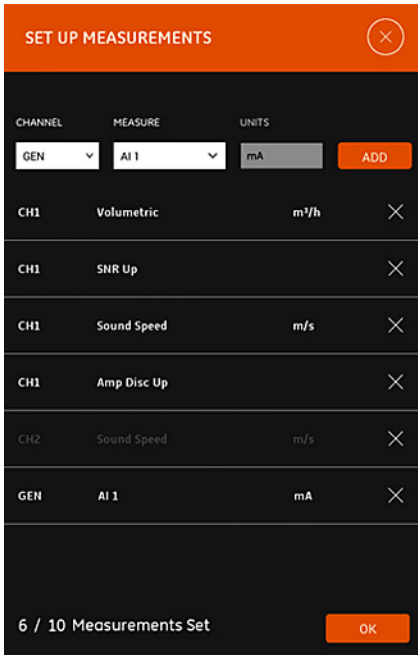 SET UP MEASUREMENTS
CHANNEL MEASURE UNITS
GEN AI 1 mA ADD
CH1 Volumetric m³/h
CH1 SNR Up
CH1 Sound Speed m/s
CH1 Amp Disc Up
CH2 Sound Speed m/s
GEN AI 1 mA
6 / 10 Measurements Set OK